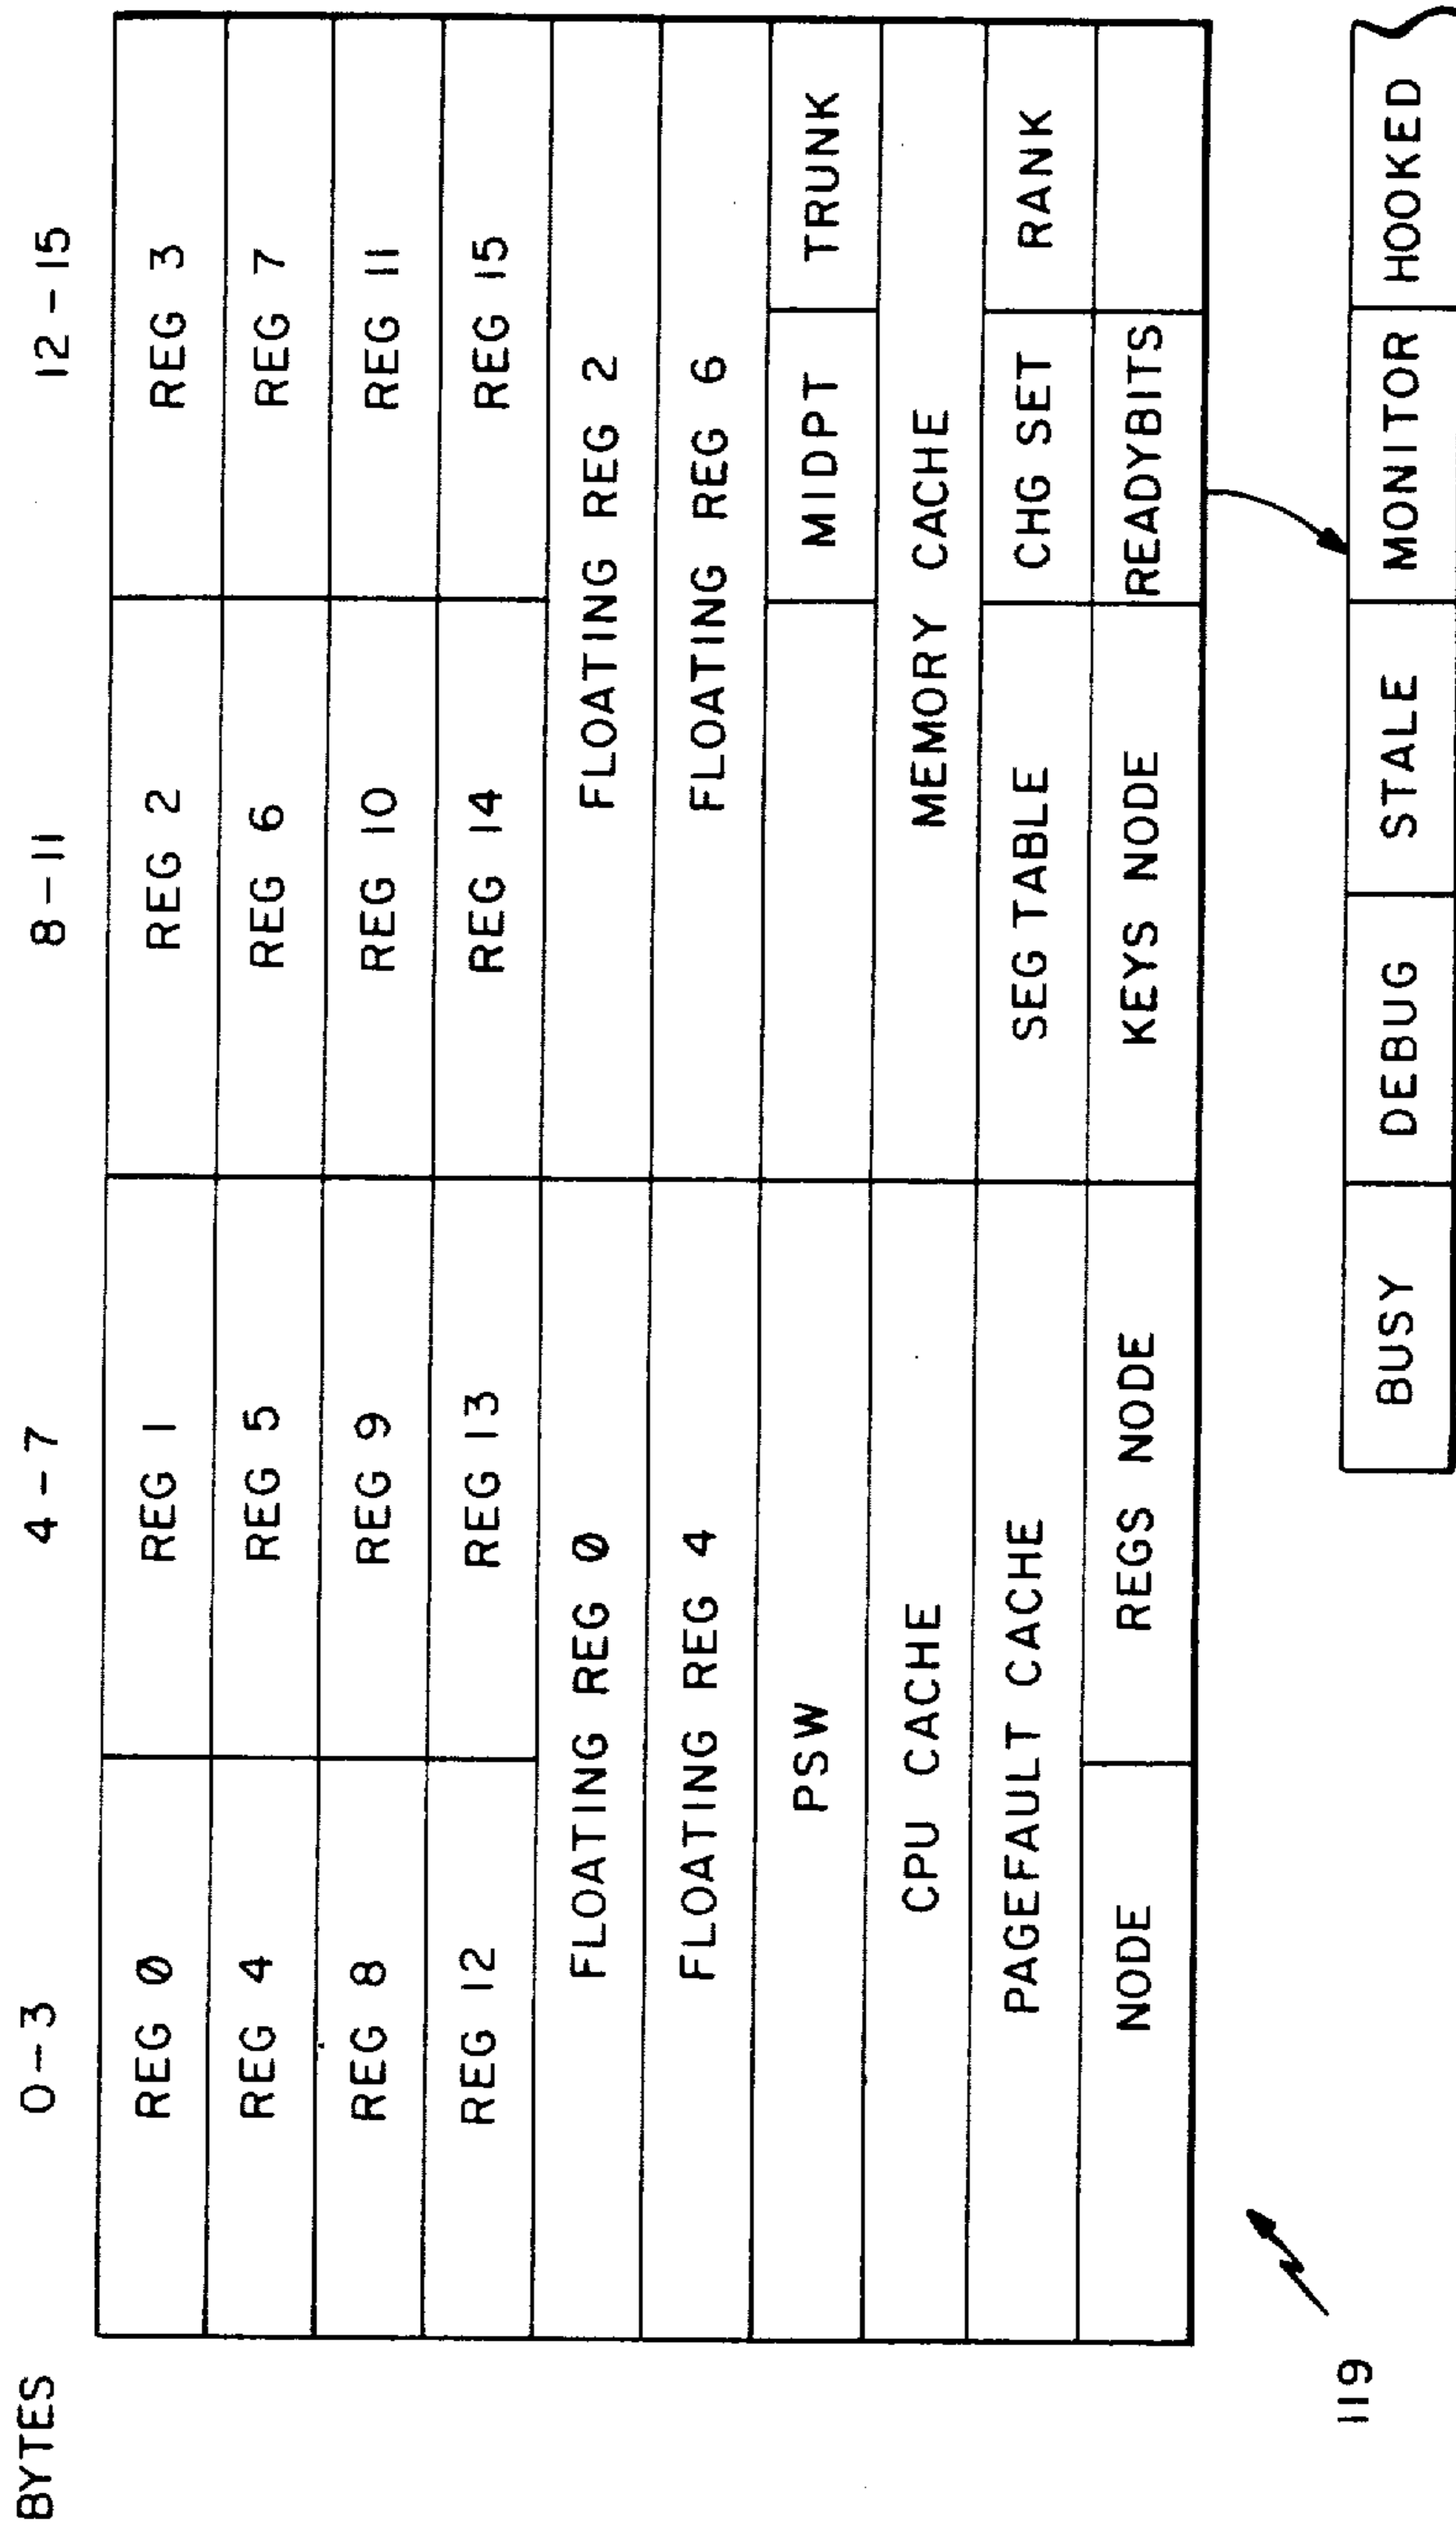 BYTES 0-3 4-7 8-11 12-15
REG 0 REG 1 REG 2 REG 3
REG 4 REG 5 REG 6 REG 7
REG 8 REG 9 REG 10 REG 11
REG 12 REG 13 REG 14 REG 15
FLOATING REG 0 FLOATING REG 2
FLOATING REG 4 FLOATING REG 6
PSW MIDPT TRUNK
CPU CACHE MEMORY CACHE
PAGEFAULT CACHE SEG TABLE CHG SET RANK
NODE REGS NODE KEYS NODE READYBITS
119
BUSY DEBUG STALE MONITOR HOOKED